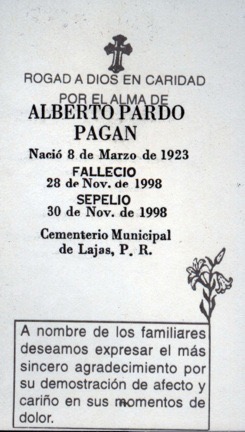 ROGAD A DIOS EN CARIDAD
POR EL ALMA DE
ALBERTO PARDO
PAGAN
Nació 8 de Marzo de 1923
FALLECIO
28 de Nov. de 1998
SEPELIO
30 de Nov. de 1998
Cementerio Municipal
de Lajas, P. R.
A nombre de los familiares
deseamos expresar el más
sincero agradecimiento por
su demostración de afecto y
cariño en sus momentos de
dolor.